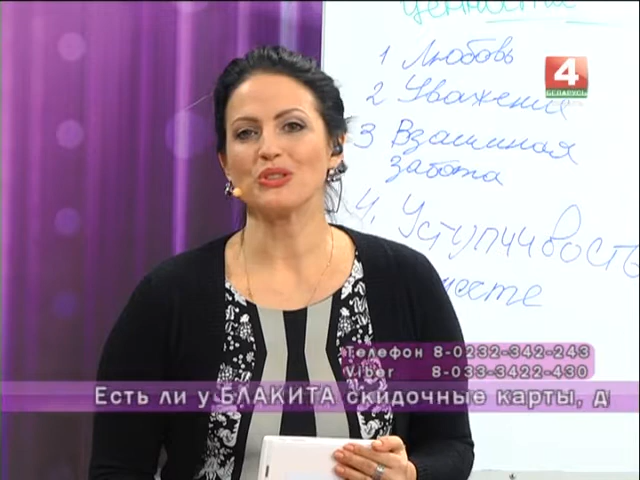 ценности
1 Любовь
4
БЕЛАРУСЬ
2 Уважение
3 Взаимная
забота
4. Уступчивость
Телефон 8-0232-342-243
Viber 8-033-3422-430
Есть ли у БЛАКИТА скидочные карты, д